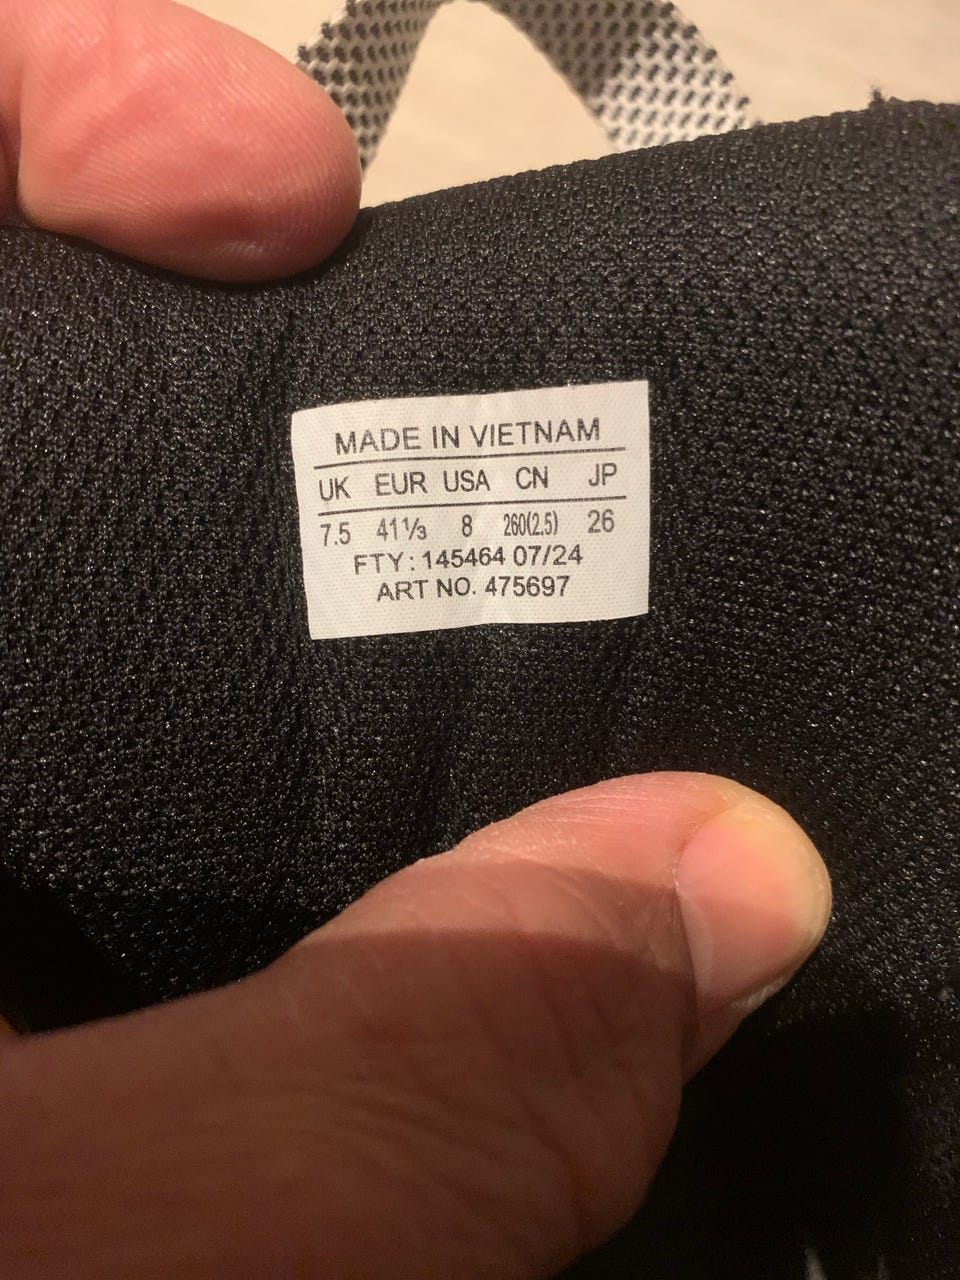 MADE IN VIETNAM
UK EUR USA CN JP
7.5 41⅓ 8 260(2.5) 26
FTY: 145464 07/24
ART NO. 475697